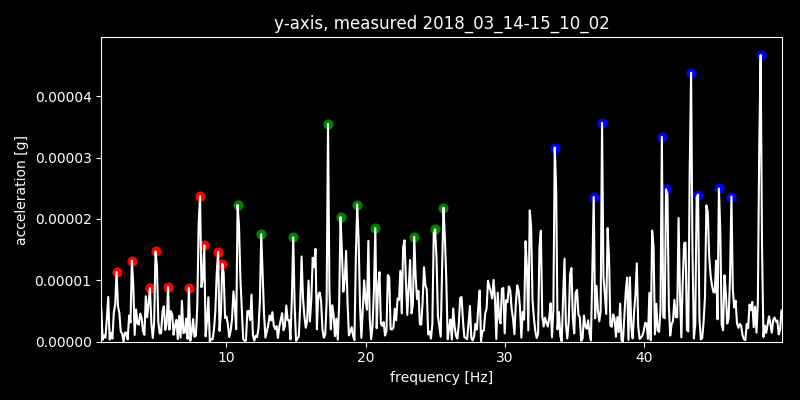 y-axis, measured 2018_03_14-15_10_02
acceleration [g]
0.00004
0.00003
0.00002
0.00001
0.00000
10 20 30 40
frequency [Hz]